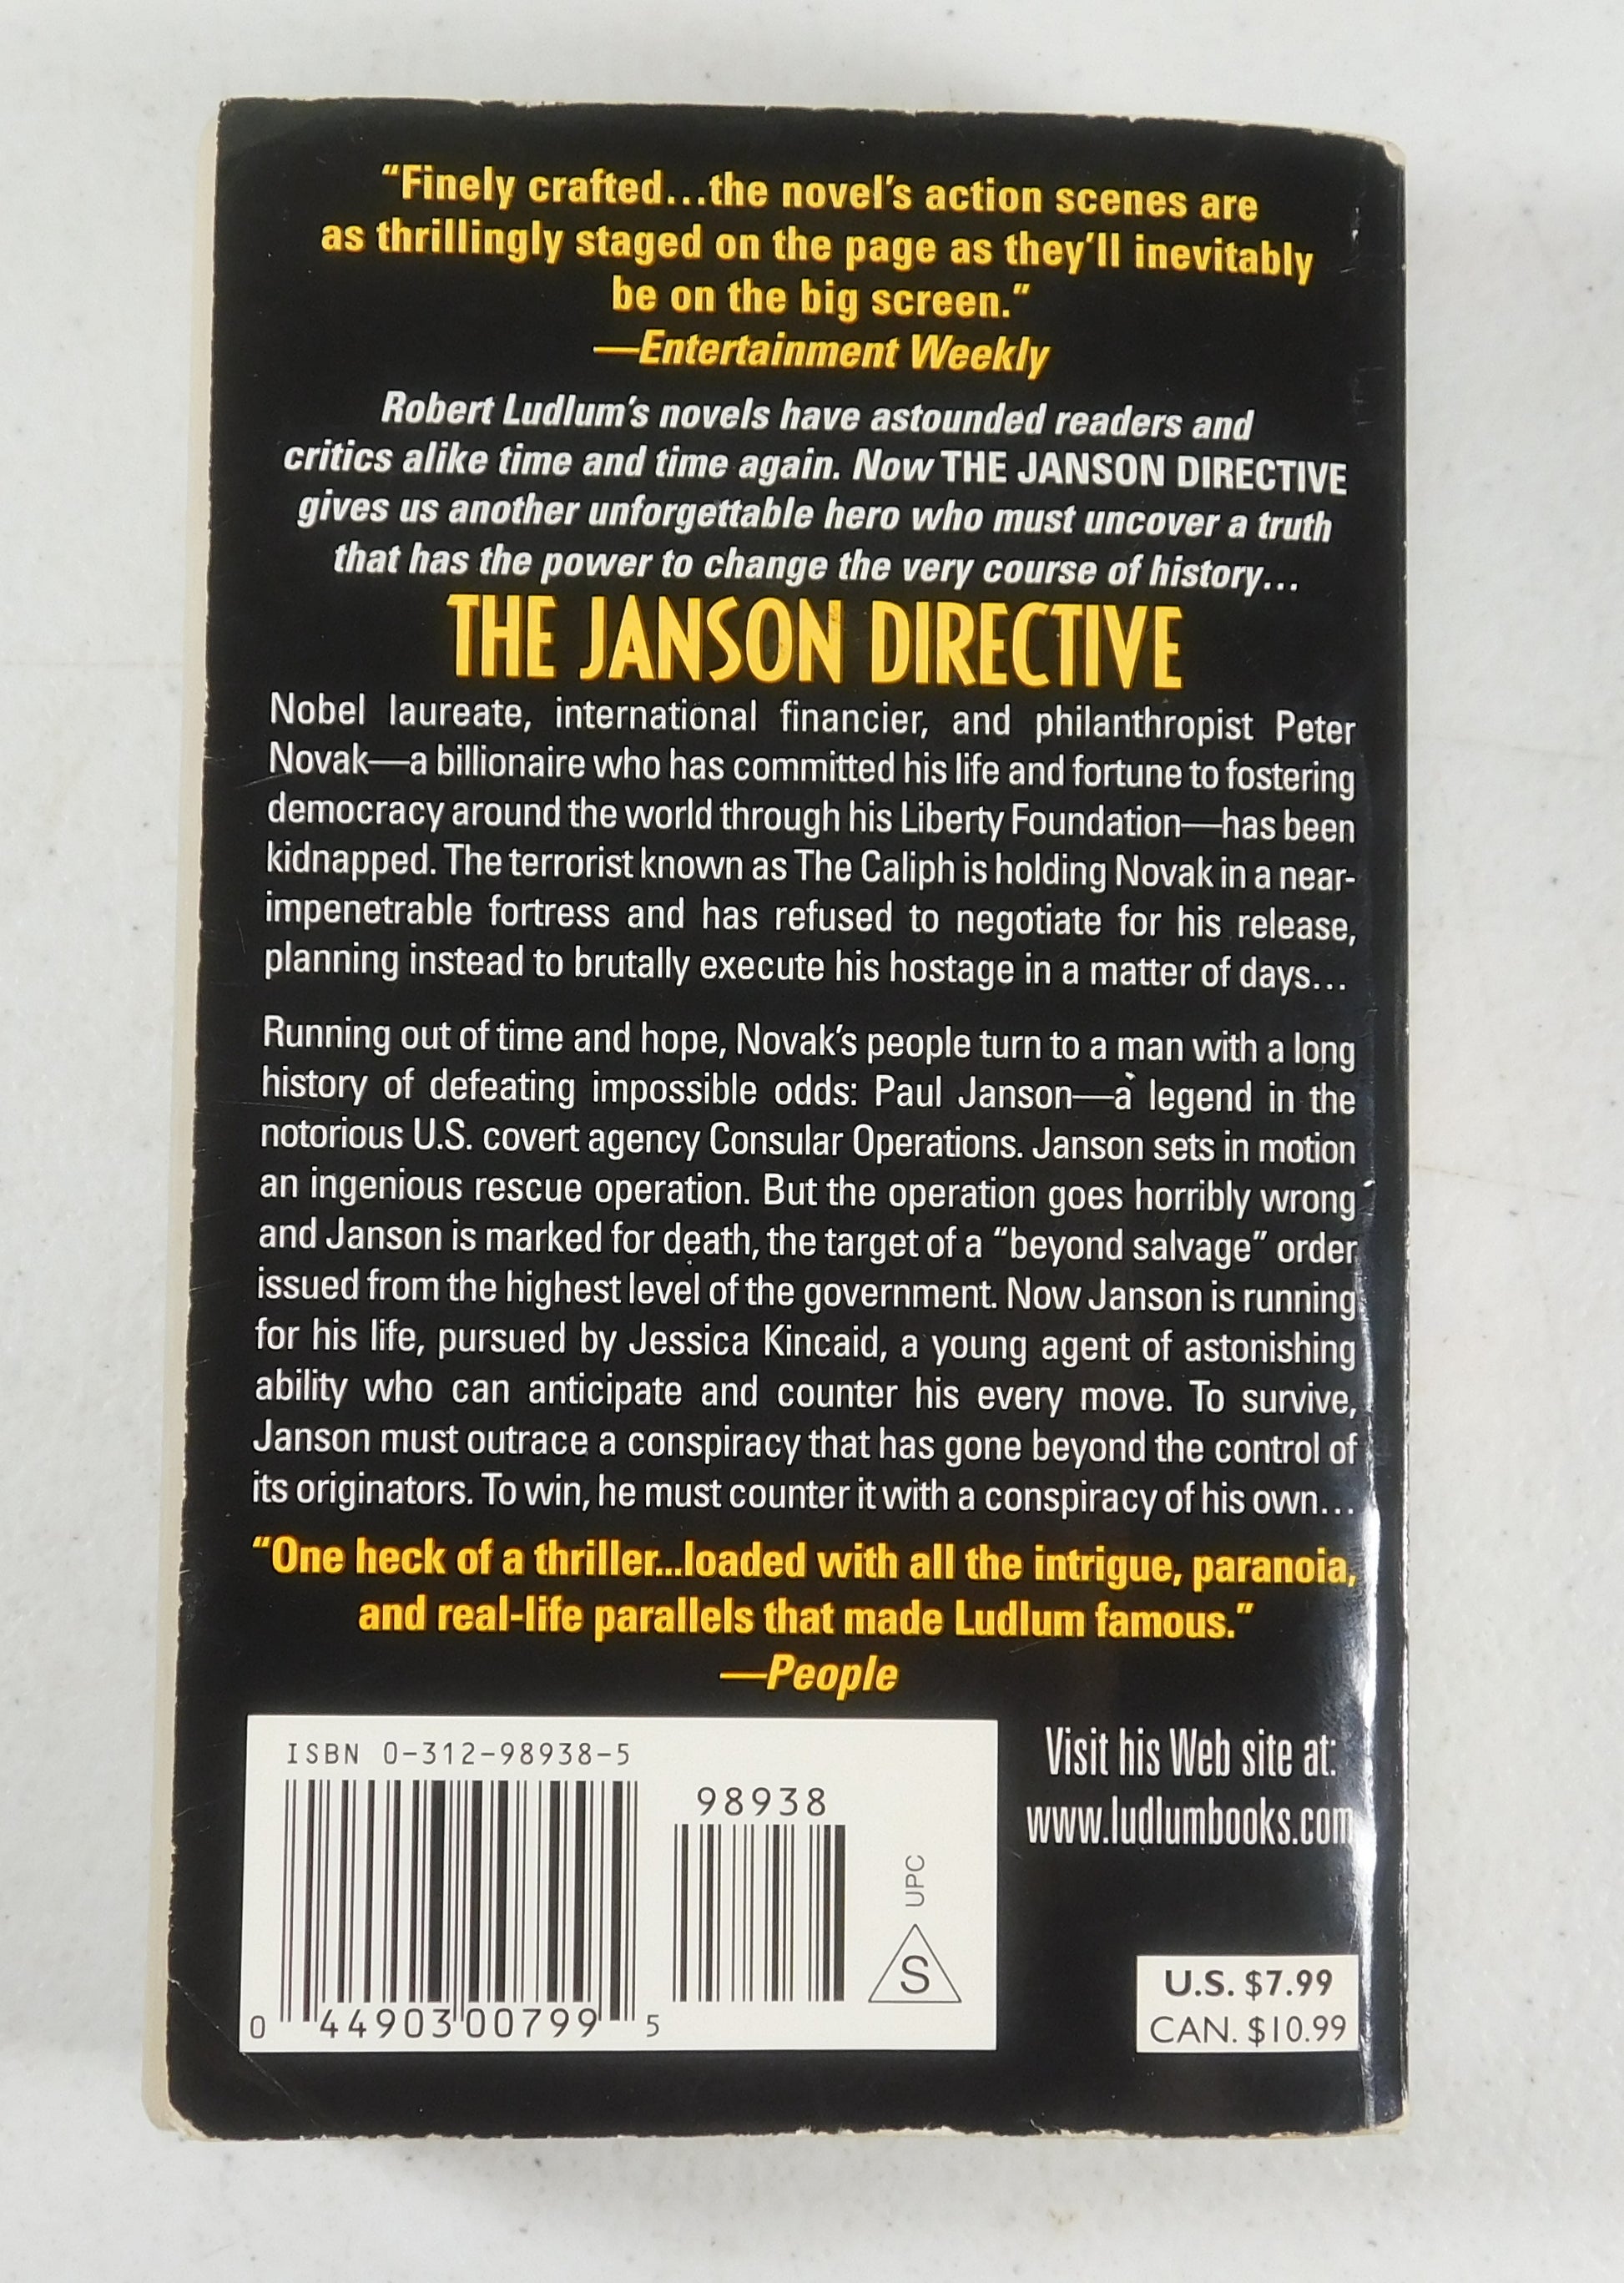 “Finely crafted...the novel’s action scenes are
as thrillingly staged on the page as they’ll inevitably
be on the big screen.”
—Entertainment Weekly
Robert Ludlum’s novels have astounded readers and
critics alike time and time again. Now THE JANSON DIRECTIVE
gives us another unforgettable hero who must uncover a truth
that has the power to change the very course of history...
THE JANSON DIRECTIVE
Nobel laureate, international financier, and philanthropist Peter
Novak—a billionaire who has committed his life and fortune to fostering
democracy around the world through his Liberty Foundation—has been
kidnapped. The terrorist known as The Caliph is holding Novak in a near-
impenetrable fortress and has refused to negotiate for his release,
planning instead to brutally execute his hostage in a matter of days...
Running out of time and hope, Novak’s people turn to a man with a long
history of defeating impossible odds: Paul Janson—a legend in the
notorious U.S. covert agency Consular Operations. Janson sets in motion
an ingenious rescue operation. But the operation goes horribly wrong
and Janson is marked for death, the target of a “beyond salvage” order
issued from the highest level of the government. Now Janson is running
for his life, pursued by Jessica Kincaid, a young agent of astonishing
ability who can anticipate and counter his every move. To survive,
Janson must outrace a conspiracy that has gone beyond the control of
its originators. To win, he must counter it with a conspiracy of his own...
“One heck of a thriller...loaded with all the intrigue, paranoia,
and real-life parallels that made Ludlum famous.”
—People
ISBN 0-312-98938-5
98938
0 44903 00799 5
UPC
S
Visit his Web site at:
www.ludlumbooks.com
U.S. $7.99
CAN. $10.99